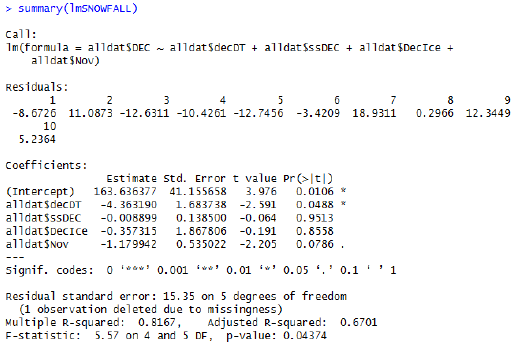 > summary(lmSNOWFALL)
Call:
lm(formula = alldat$DEC ~ alldat$decDT + alldat$ssDEC + alldat$DecIce +
alldat$Nov)
Residuals:
1 2 3 4 5 6 7 8 9
-8.6726 11.0873 -12.6311 -10.4261 -12.7456 -3.4209 18.9311 0.2966 12.3449
10
5.2364
Coefficients:
Estimate Std. Error t value Pr(>|t|)
(Intercept) 163.636377 41.155658 3.976 0.0106 *
alldat$decDT -4.363190 1.683738 -2.591 0.0488 *
alldat$ssDEC -0.008899 0.138500 -0.064 0.9513
alldat$DecIce -0.357315 1.867806 -0.191 0.8558
alldat$Nov -1.179942 0.535022 -2.205 0.0786 .
---
Signif. codes: 0 ‘***’ 0.001 ‘**’ 0.01 ‘*’ 0.05 ‘.’ 0.1 ‘ ’ 1
Residual standard error: 15.35 on 5 degrees of freedom
(1 observation deleted due to missingness)
Multiple R-squared: 0.8167, Adjusted R-squared: 0.6701
F-statistic: 5.57 on 4 and 5 DF, p-value: 0.04374